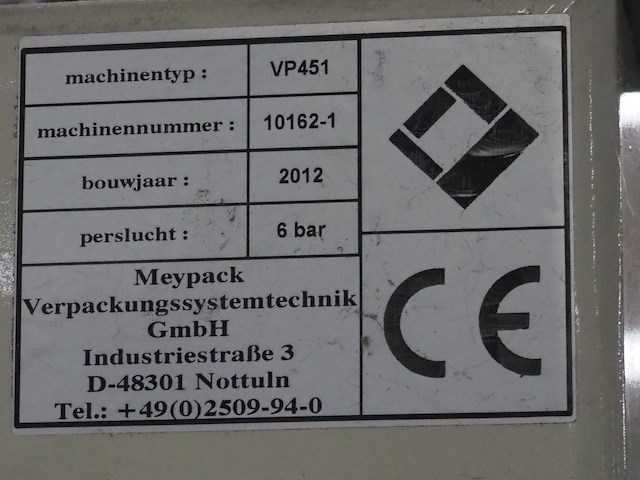 machinentyp : VP451
machinennummer : 10162-1
bouwjaar : 2012
perslucht : 6 bar
Meypack
Verpackungssystemtechnik
GmbH
Industriestraße 3
D-48301 Nottuln
Tel.: +49(0)2509-94-0
CE